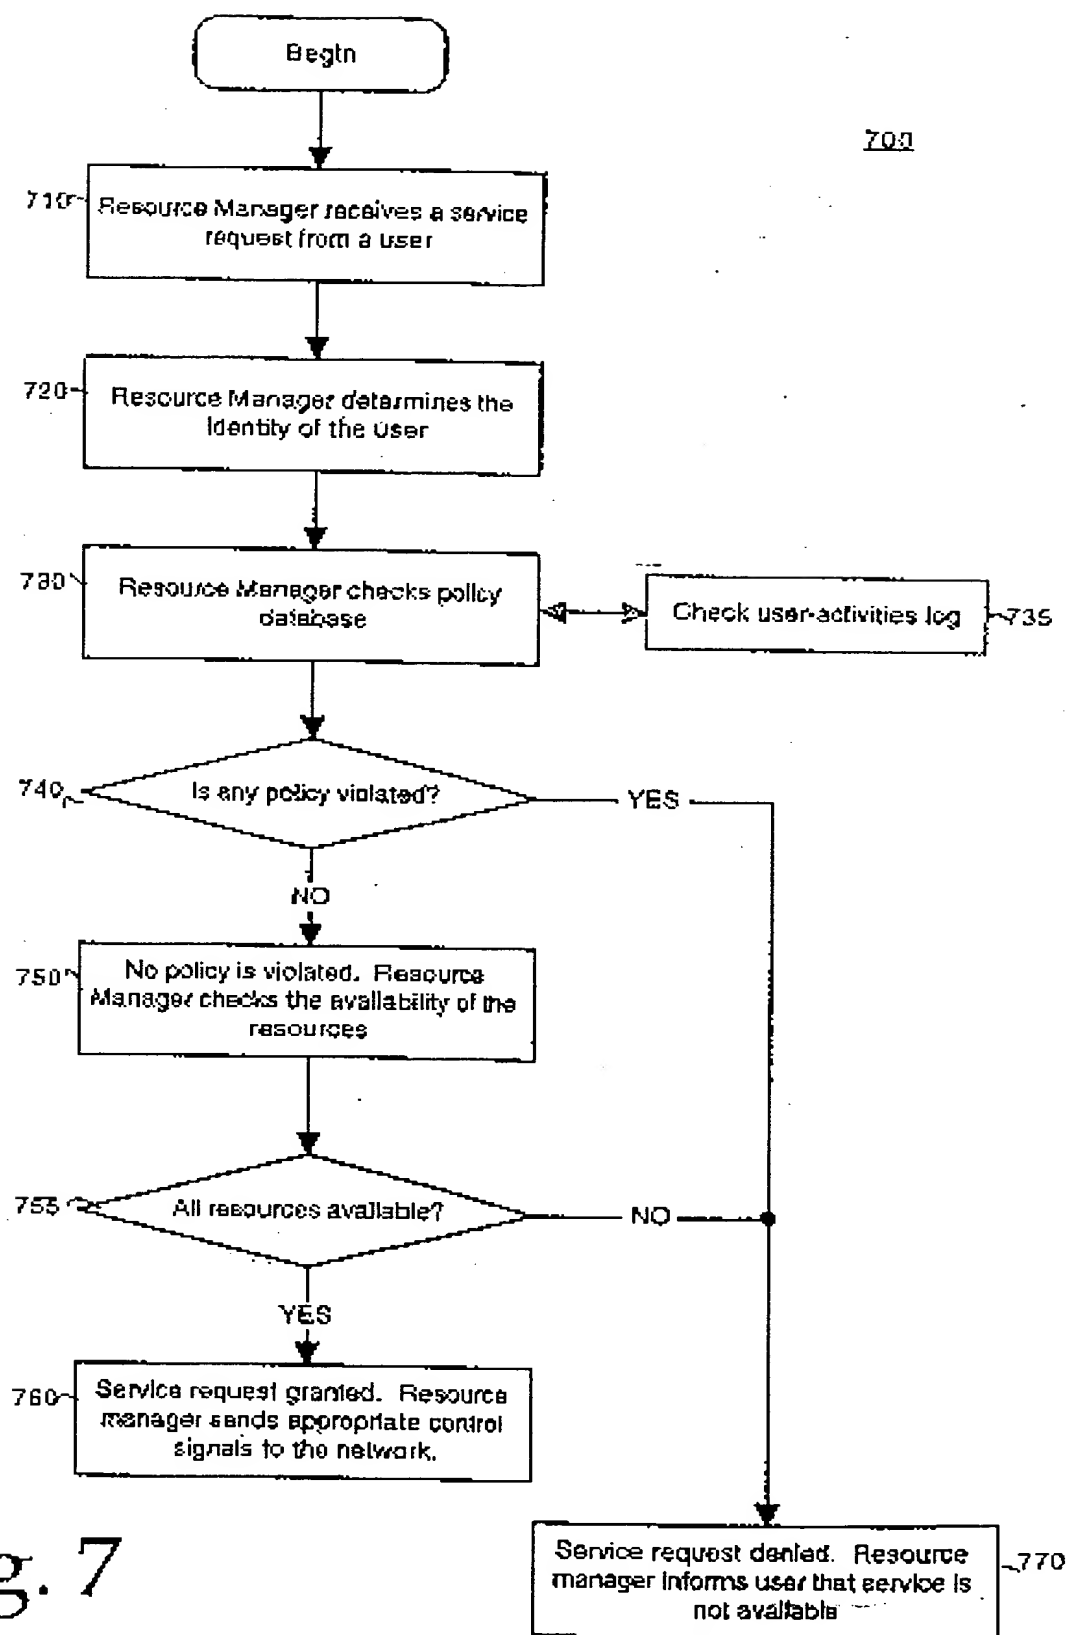 Begin
700
710
Resource Manager receives a service
request from a user
720
Resource Manager determines the
Identity of the user
730
Resource Manager checks policy
database
Check user-activities log
735
740
Is any policy violated?
YES
NO
750
No policy is violated. Resource
Manager checks the availability of the
resources
755
All resources available?
NO
YES
760
Service request granted. Resource
manager sends appropriate control
signals to the network.
g. 7
Service request denied. Resource
manager informs user that service is
not available
770